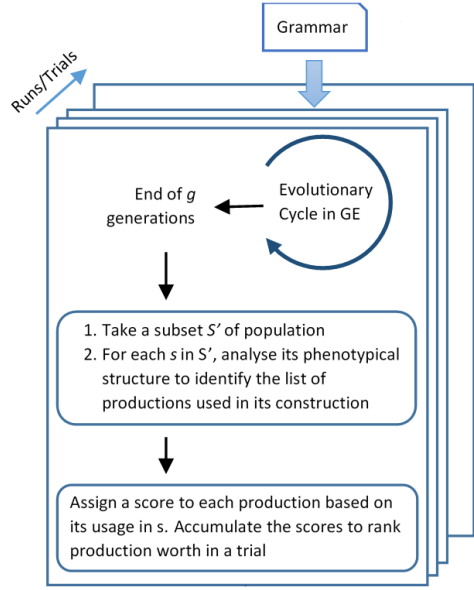 Grammar
Runs/Trials
Evolutionary
Cycle in GE
End of g
generations
1. Take a subset S’ of population
2. For each s in S’, analyse its phenotypical
structure to identify the list of
productions used in its construction
Assign a score to each production based on
its usage in s. Accumulate the scores to rank
production worth in a trial